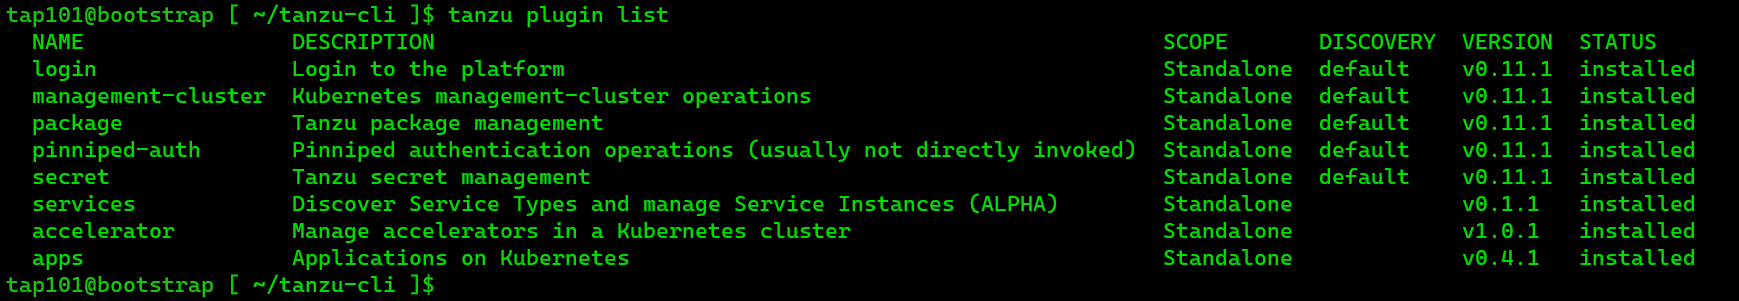 tap101@bootstrap [ ~/tanzu-cli ]$ tanzu plugin list
  NAME                DESCRIPTION                                                        SCOPE       DISCOVERY  VERSION  STATUS
  login               Login to the platform                                              Standalone  default    v0.11.1  installed
  management-cluster  Kubernetes management-cluster operations                           Standalone  default    v0.11.1  installed
  package             Tanzu package management                                           Standalone  default    v0.11.1  installed
  pinniped-auth       Pinniped authentication operations (usually not directly invoked)  Standalone  default    v0.11.1  installed
  secret              Tanzu secret management                                            Standalone  default    v0.11.1  installed
  services            Discover Service Types and manage Service Instances (ALPHA)        Standalone             v0.1.1   installed
  accelerator         Manage accelerators in a Kubernetes cluster                        Standalone             v1.0.1   installed
  apps                Applications on Kubernetes                                         Standalone             v0.4.1   installed
tap101@bootstrap [ ~/tanzu-cli ]$